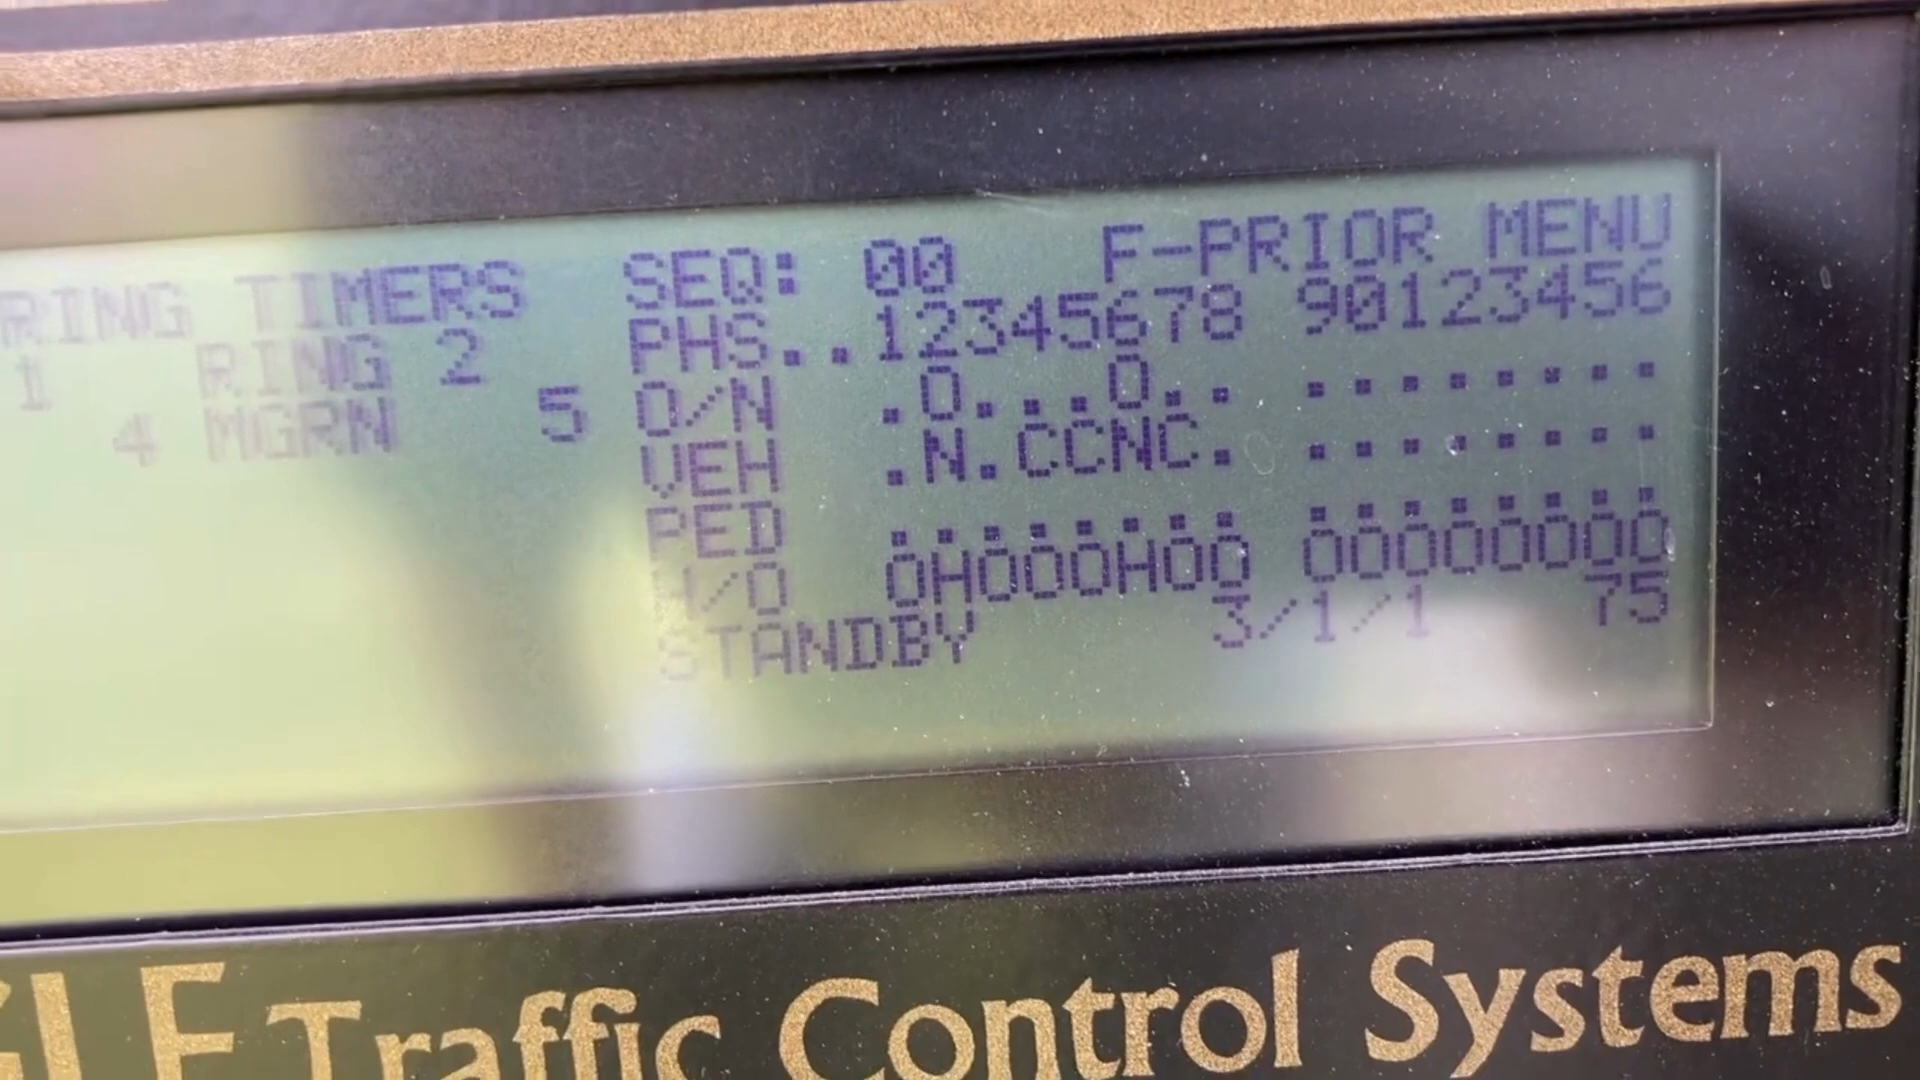 RING TIMERS SEQ: 00 F-PRIOR MENU
1 RING 2 PHS..12345678 90123456
4 MGRN 5 O/N .O...O.. ........
VEH .N.CCNC. ........
PED ........ ........
H/O OHOOOHOO OOOOOOOO
STANDBY 3/1/1 75
Traffic Control Systems